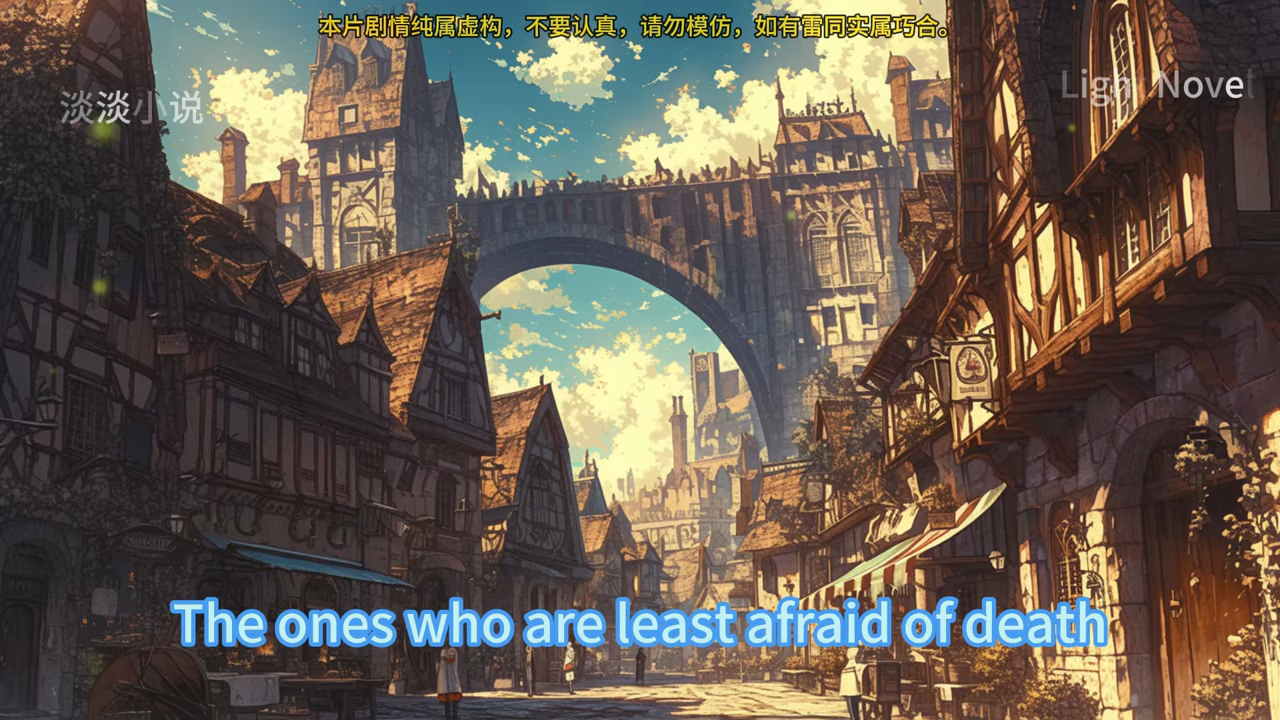 本片剧情纯属虚构，不要认真，请勿模仿，如有雷同实属巧合。
淡淡小说
Light Novel
The ones who are least afraid of death